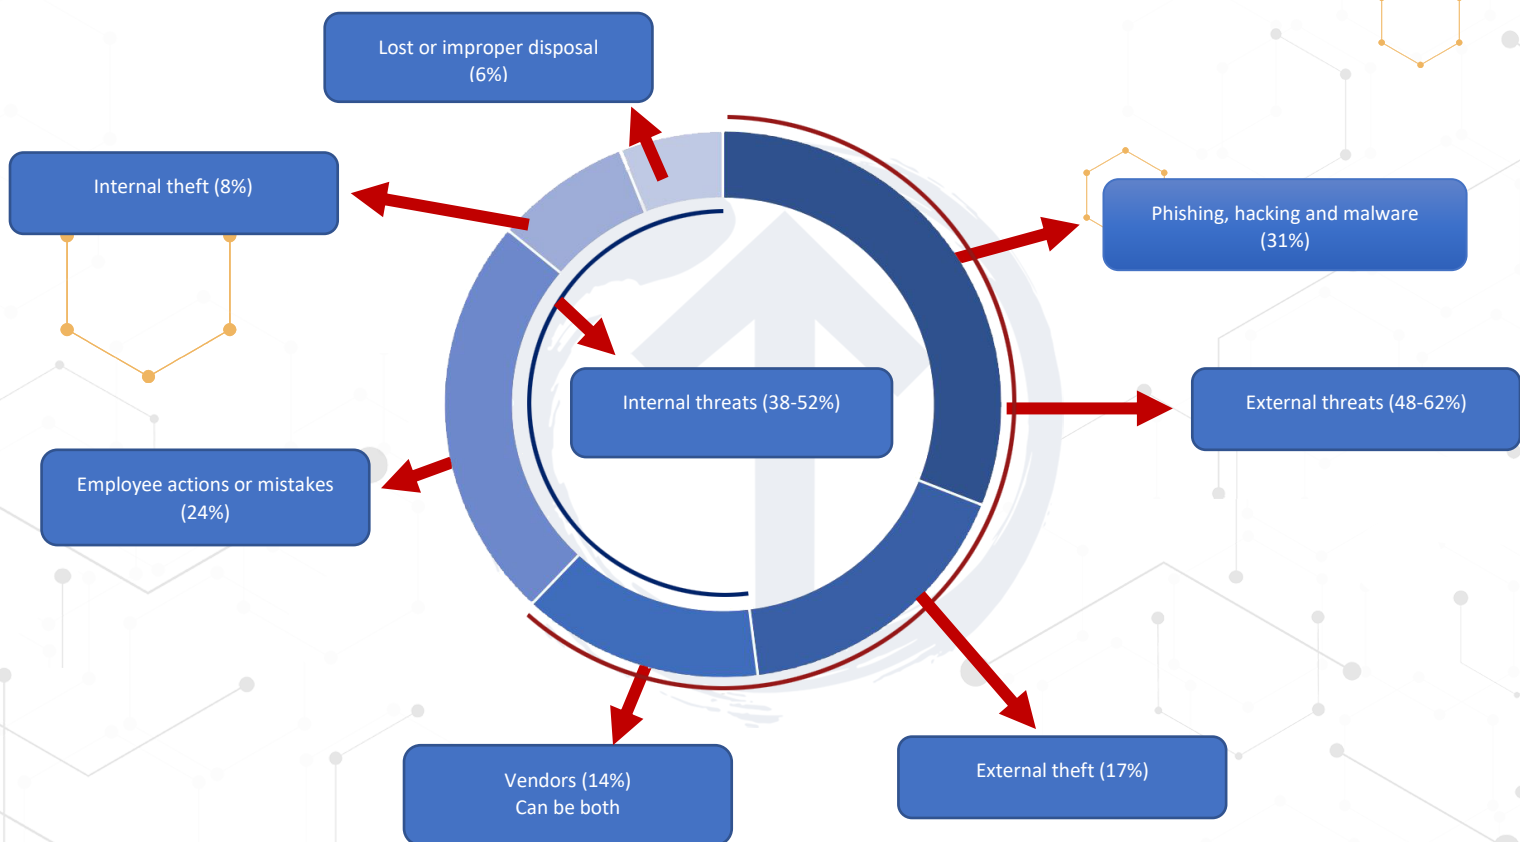 Lost or improper disposal
(6%)
Internal theft (8%)
Phishing, hacking and malware
(31%)
Internal threats (38-52%)
External threats (48-62%)
Employee actions or mistakes
(24%)
Vendors (14%)
Can be both
External theft (17%)